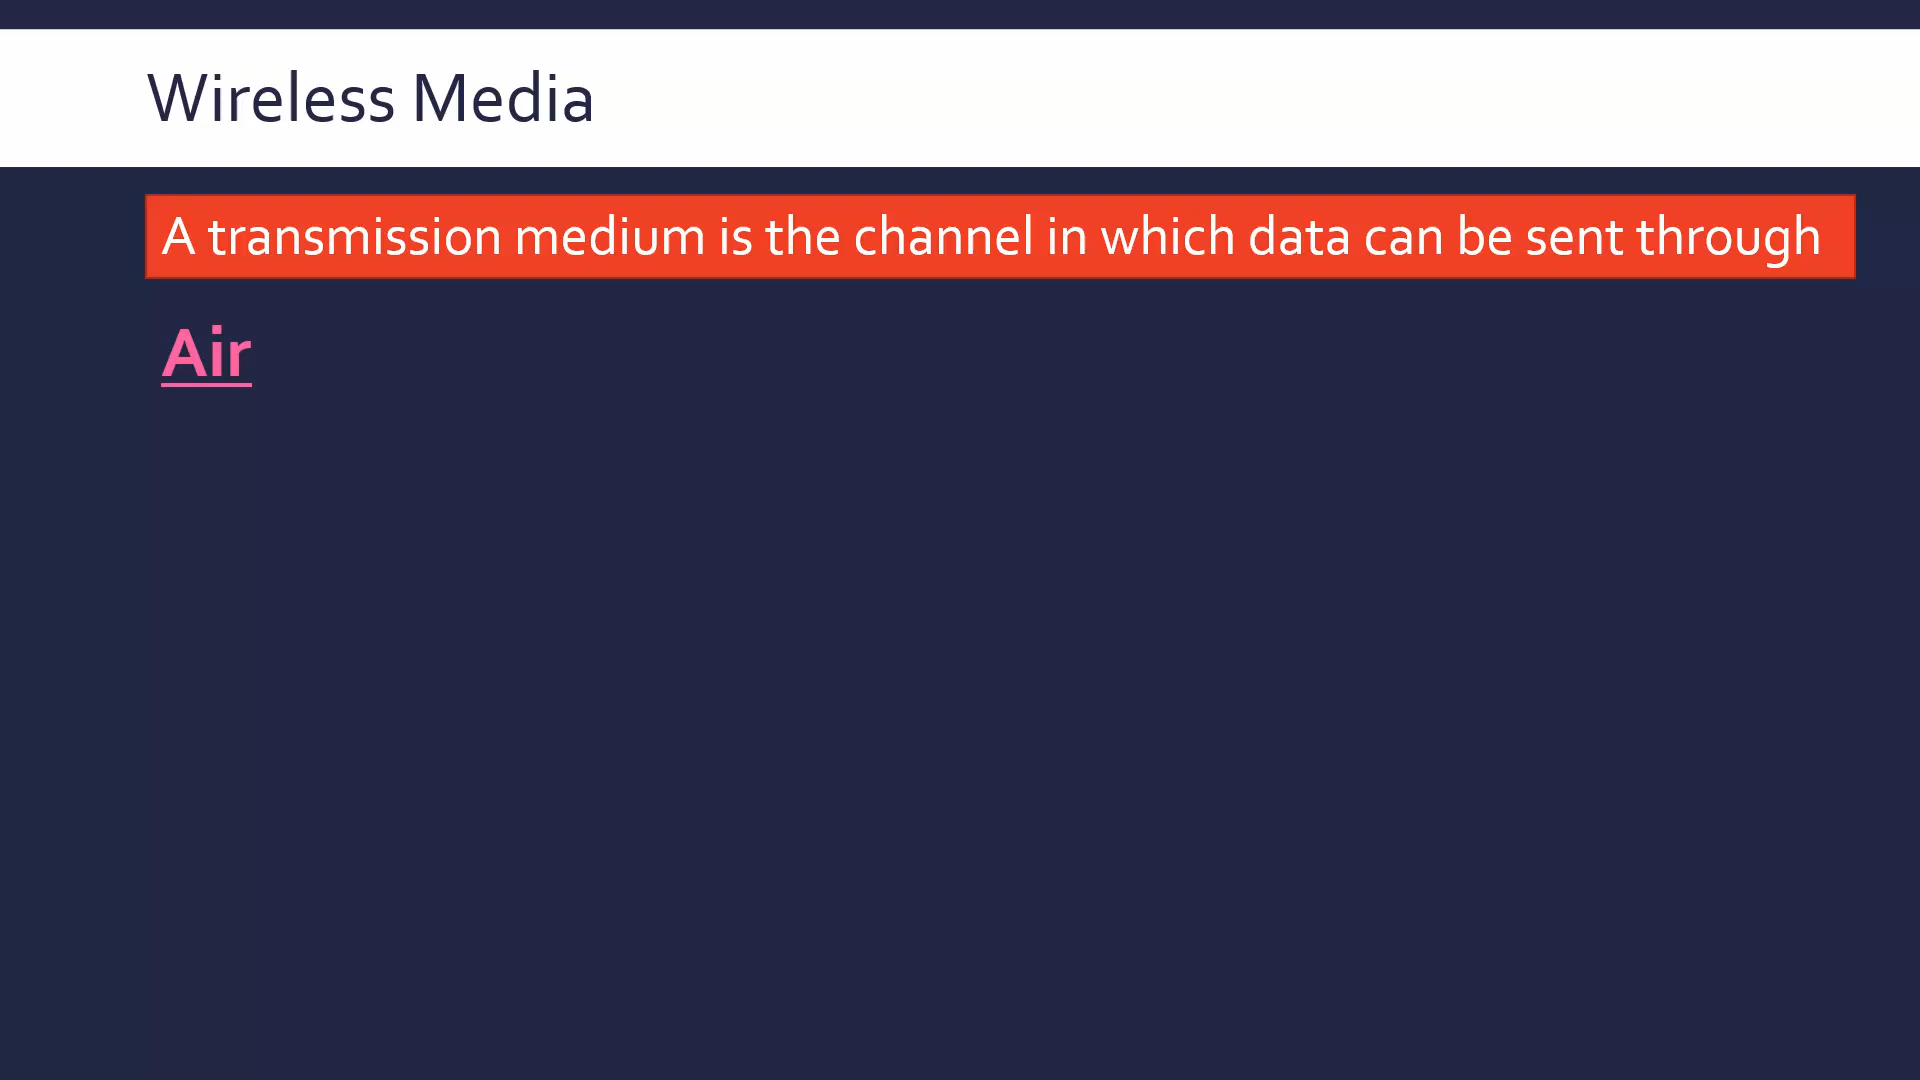 Wireless Media
A transmission medium is the channel in which data can be sent through
Air